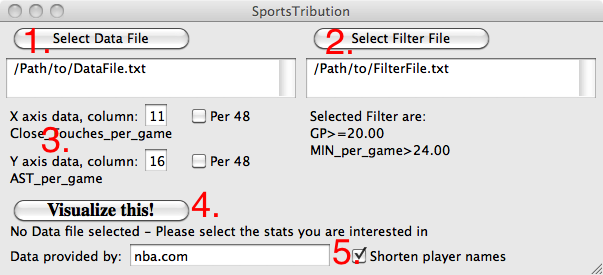 SportsTribution
1. Select Data File
2. Select Filter File
/Path/to/DataFile.txt
/Path/to/FilterFile.txt
X axis data, column: 11 Per 48
Close_Touches_per_game
3.
Y axis data, column: 16 Per 48
AST_per_game
Selected Filter are:
GP>=20.00
MIN_per_game>24.00
Visualize this! 4.
No Data file selected - Please select the stats you are interested in
Data provided by: nba.com
5. Shorten player names